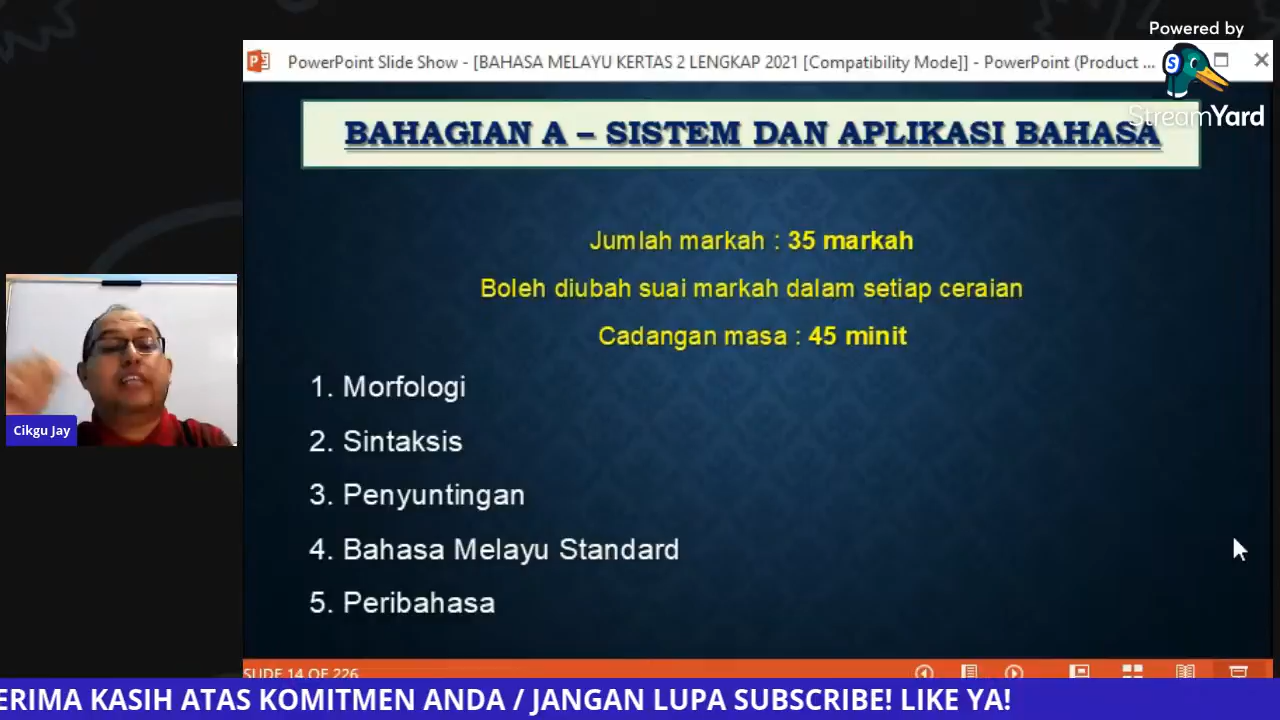 Powered by
StreamYard
PowerPoint Slide Show - [BAHASA MELAYU KERTAS 2 LENGKAP 2021 [Compatibility Mode]] - PowerPoint (Product ...
BAHAGIAN A – SISTEM DAN APLIKASI BAHASA
Jumlah markah : 35 markah
Boleh diubah suai markah dalam setiap ceraian
Cadangan masa : 45 minit
1. Morfologi
2. Sintaksis
3. Penyuntingan
4. Bahasa Melayu Standard
5. Peribahasa
Cikgu Jay
SLIDE 14 OF 226
ERIMA KASIH ATAS KOMITMEN ANDA / JANGAN LUPA SUBSCRIBE! LIKE YA!